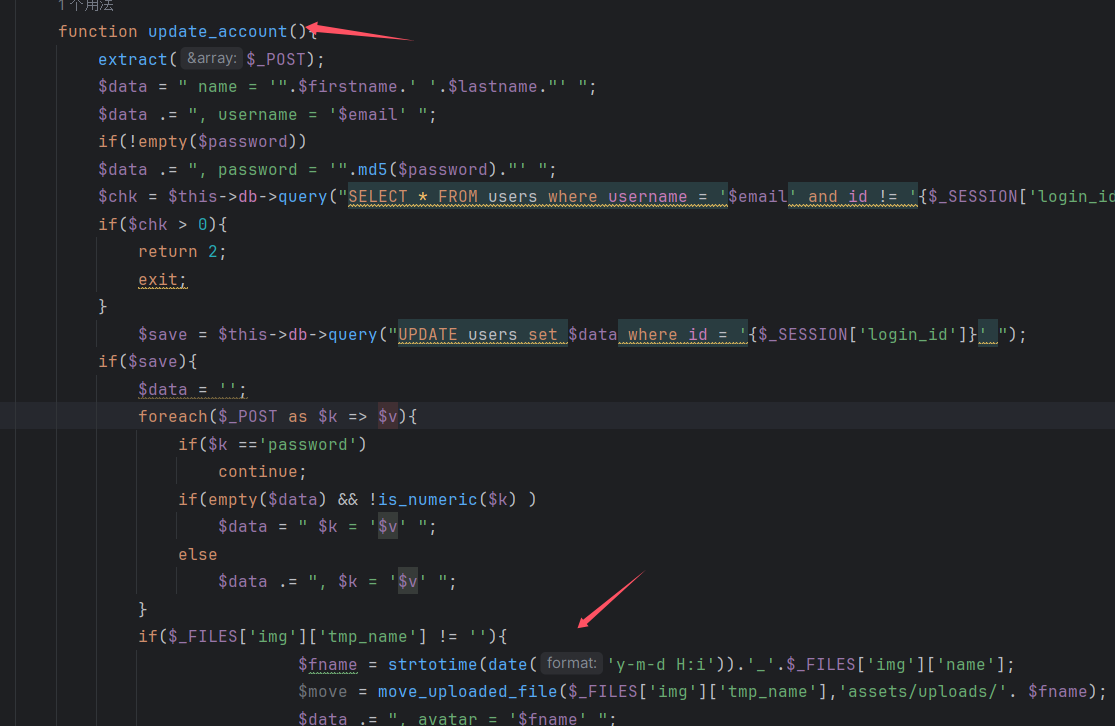 1 个用法
function update_account(){
extract( &array: $_POST);
$data = " name = '".$firstname.' '.$lastname."' ";
$data .= ", username = '$email' ";
if(!empty($password))
$data .= ", password = '".md5($password)."' ";
$chk = $this->db->query("SELECT * FROM users where username = '$email' and id != '{$_SESSION['login_id
if($chk > 0){
return 2;
exit;
}
$save = $this->db->query("UPDATE users set $data where id = '{$_SESSION['login_id']}' ");
if($save){
$data = '';
foreach($_POST as $k => $v){
if($k =='password')
continue;
if(empty($data) && !is_numeric($k) )
$data = " $k = '$v' ";
else
$data .= ", $k = '$v' ";
}
if($_FILES['img']['tmp_name'] != ''){
$fname = strtotime(date( format: 'y-m-d H:i')).'_'.$_FILES['img']['name'];
$move = move_uploaded_file($_FILES['img']['tmp_name'],'assets/uploads/'. $fname);
$data .= ", avatar = '$fname' ";